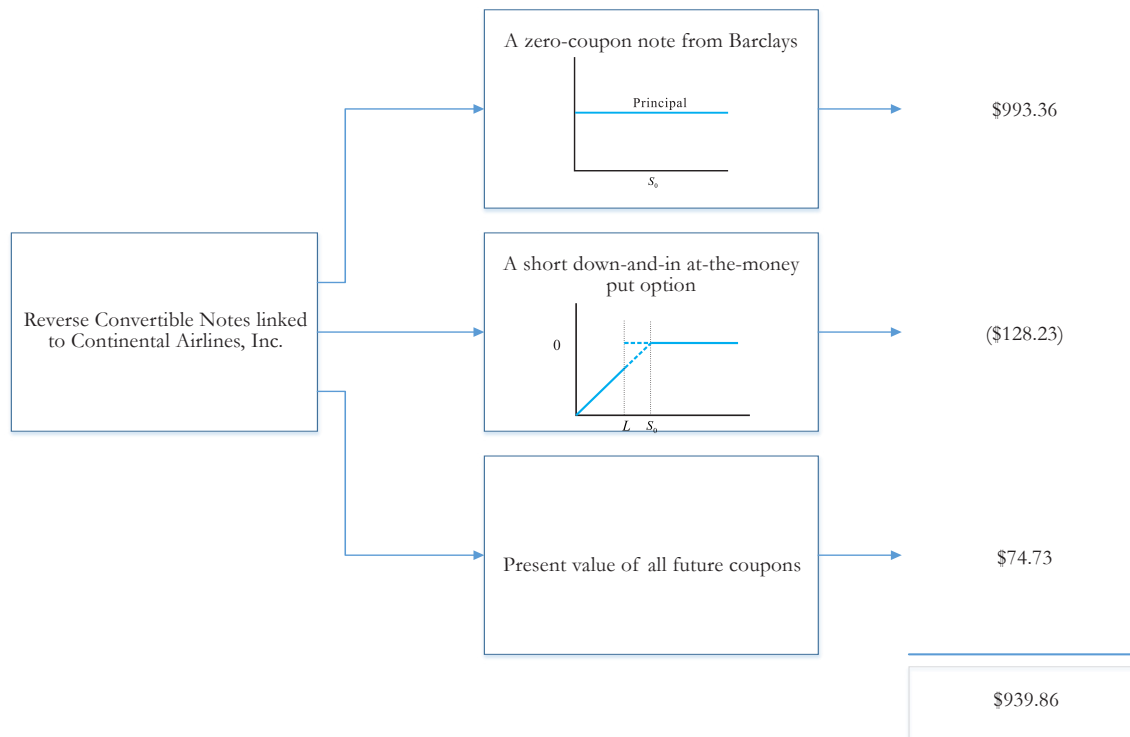 A zero-coupon note from Barclays
Principal
S₀
$993.36
Reverse Convertible Notes linked
to Continental Airlines, Inc.
A short down-and-in at-the-money
put option
0
L S₀
($128.23)
Present value of all future coupons
$74.73
$939.86